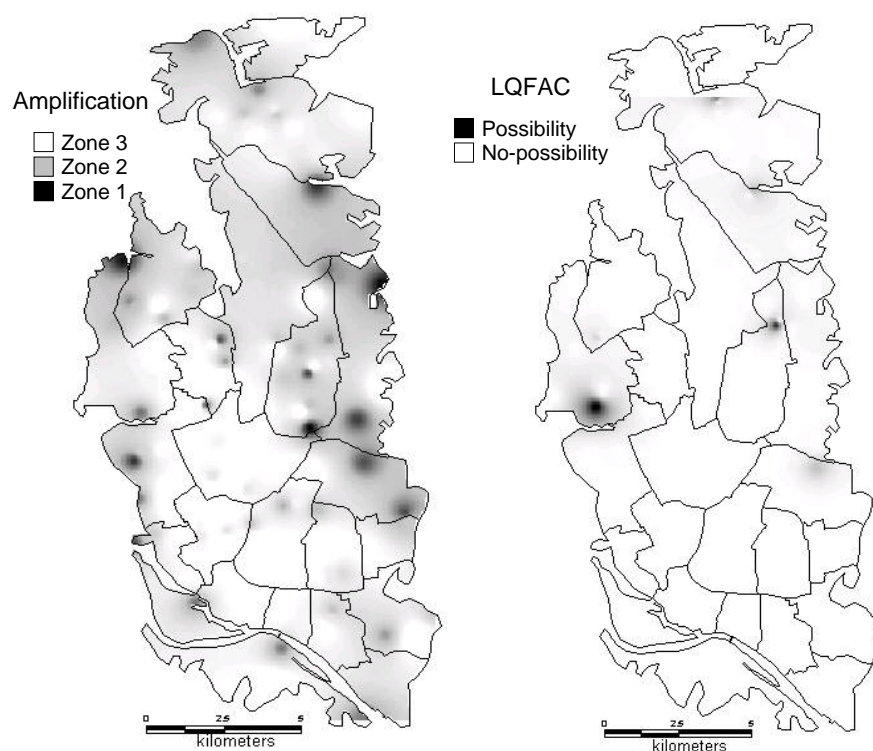 Amplification
Zone 3
Zone 2
Zone 1
0 2.5 5
kilometers
LQFAC
Possibility
No-possibility
0 2.5 5
kilometers